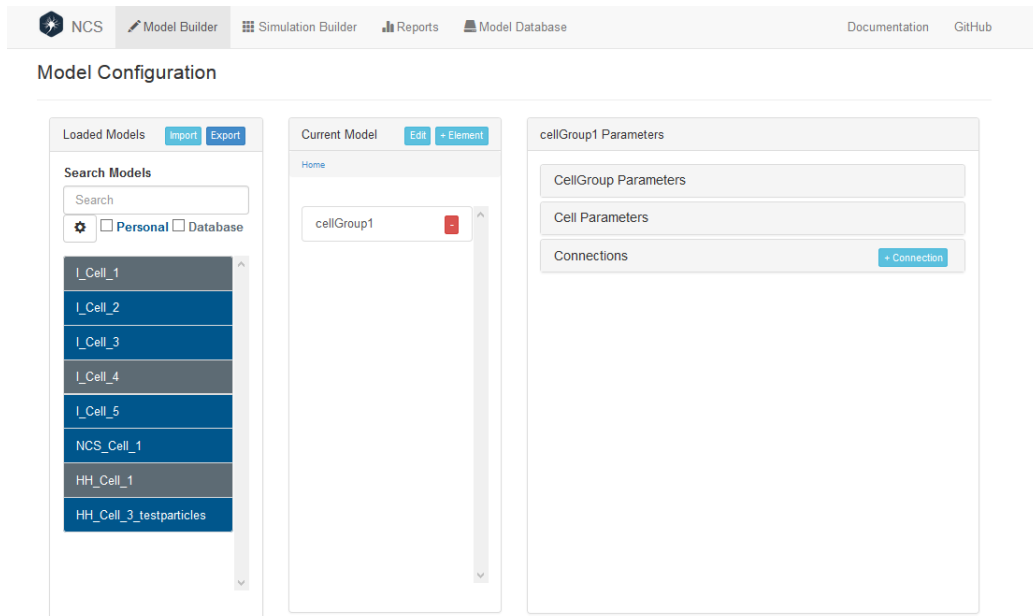 NCS Model Builder Simulation Builder Reports Model Database Documentation GitHub
Model Configuration
Loaded Models Import Export
Search Models
Search
Personal Database
I_Cell_1
I_Cell_2
I_Cell_3
I_Cell_4
I_Cell_5
NCS_Cell_1
HH_Cell_1
HH_Cell_3_testparticles
Current Model Edit + Element
Home
cellGroup1 -
cellGroup1 Parameters
CellGroup Parameters
Cell Parameters
Connections + Connection